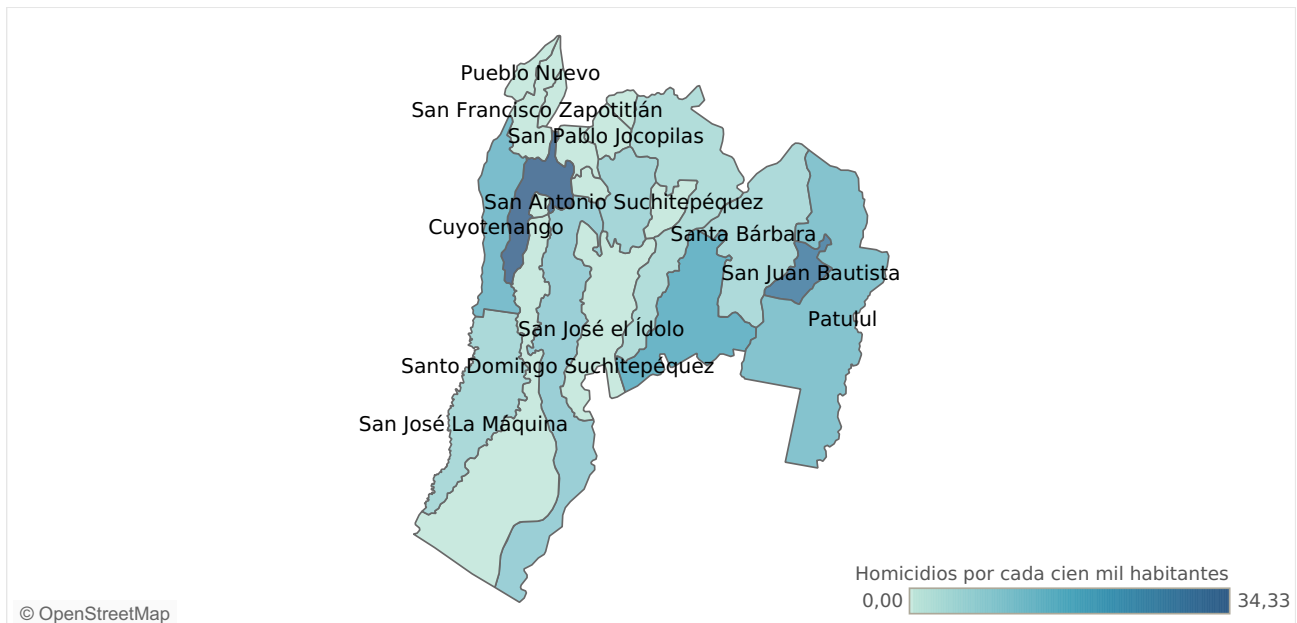 Pueblo Nuevo
San Francisco Zapotitlán
San Pablo Jocopilas
San Antonio Suchitepéquez
Cuyotenango
Santa Bárbara
San Juan Bautista
Patulul
San José el Ídolo
Santo Domingo Suchitepéquez
San José La Máquina
Homicidios por cada cien mil habitantes
0,00
34,33
© OpenStreetMap